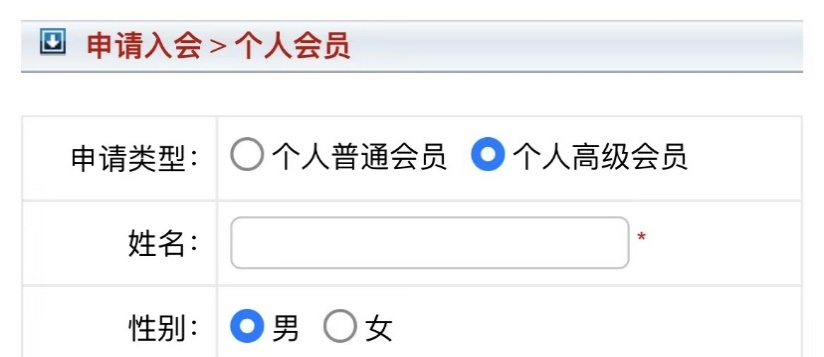 申请入会 > 个人会员
申请类型： 个人普通会员 个人高级会员
姓名： *
性别： 男 女